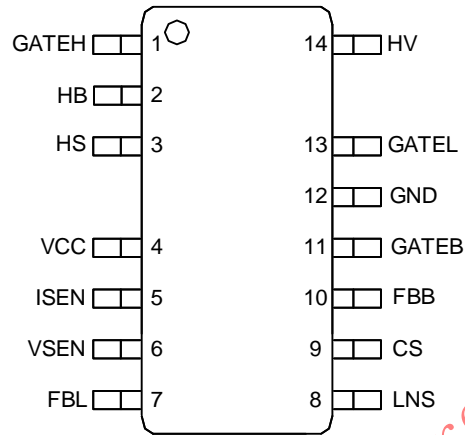 GATEH 1 14 HV
HB 2
HS 3 13 GATEL
12 GND
VCC 4 11 GATEB
ISEN 5 10 FBB
VSEN 6 9 CS
FBL 7 8 LNS